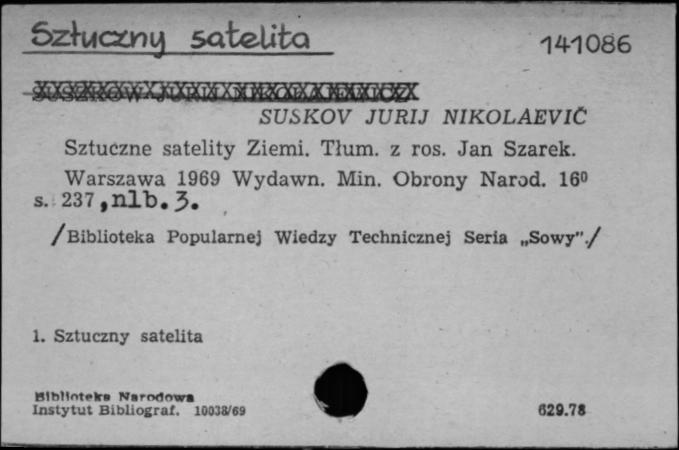 Sztuczny satelita
141086
SUSKOV JURIJ NIKOLAEVIČ
Sztuczne satelity Ziemi. Tłum. z ros. Jan Szarek.
Warszawa 1969 Wydawn. Min. Obrony Narod. 16⁰
s. 237, nlb. 3.
/Biblioteka Popularnej Wiedzy Technicznej Seria „Sowy"./
1. Sztuczny satelita
Biblioteka Narodowa
Instytut Bibliograf. 10038/69
629.78